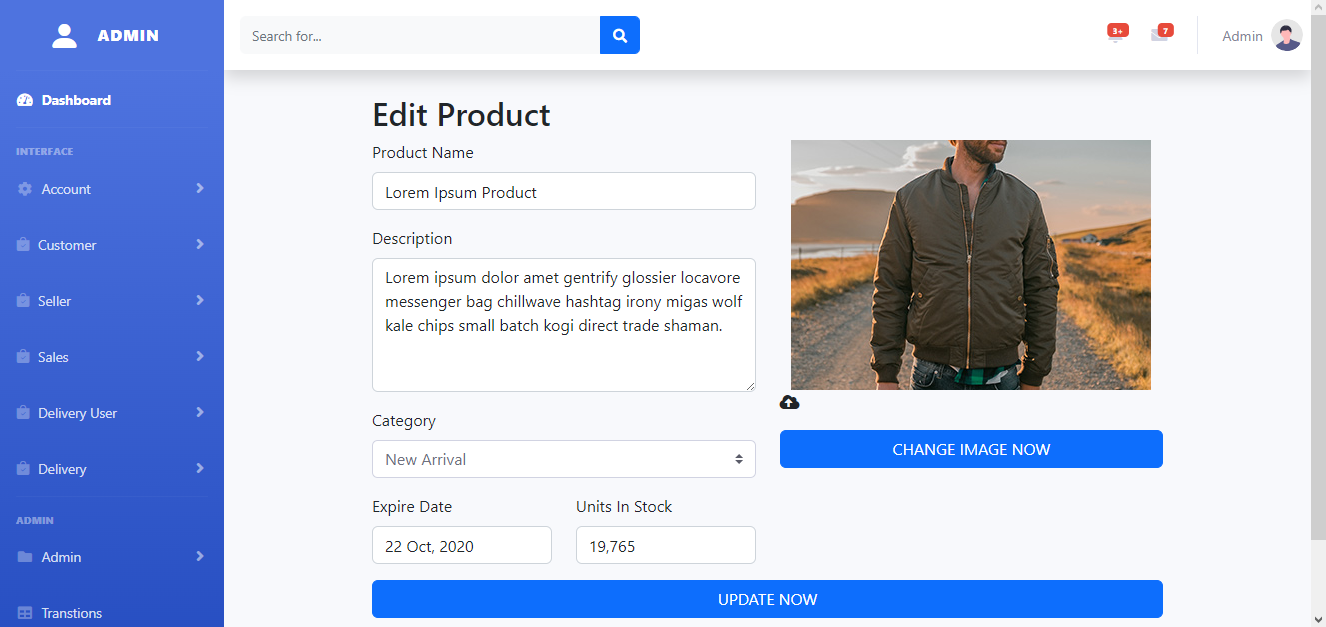 ADMIN
Search for...
3+
7
Admin
Dashboard
INTERFACE
Account
Customer
Seller
Sales
Delivery User
Delivery
ADMIN
Admin
Transtions
Edit Product
Product Name
Lorem Ipsum Product
Description
Lorem ipsum dolor amet gentrify glossier locavore
messenger bag chillwave hashtag irony migas wolf
kale chips small batch kogi direct trade shaman.
Category
New Arrival
Expire Date
Units In Stock
22 Oct, 2020
19,765
CHANGE IMAGE NOW
UPDATE NOW